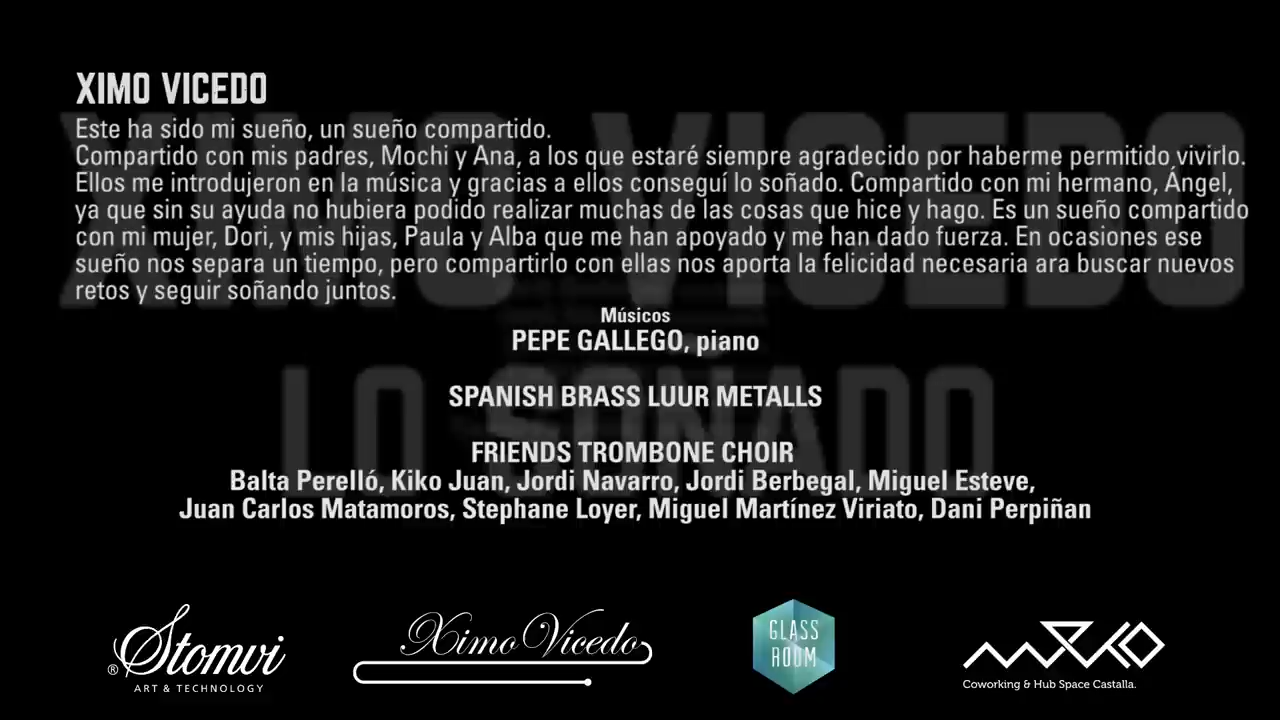 XIMO VICEDO
Este ha sido mi sueño, un sueño compartido.
Compartido con mis padres, Mochi y Ana, a los que estaré siempre agradecido por haberme permitido vivirlo.
Ellos me introdujeron en la música y gracias a ellos conseguí lo soñado. Compartido con mi hermano, Ángel,
ya que sin su ayuda no hubiera podido realizar muchas de las cosas que hice y hago. Es un sueño compartido
con mi mujer, Dori, y mis hijas, Paula y Alba que me han apoyado y me han dado fuerza. En ocasiones ese
sueño nos separa un tiempo, pero compartirlo con ellas nos aporta la felicidad necesaria ara buscar nuevos
retos y seguir soñando juntos.
XIMO VICEDO
Músicos
PEPE GALLEGO, piano
SPANISH BRASS LUUR METALLS
LO SOÑADO
FRIENDS TROMBONE CHOIR
Balta Perelló, Kiko Juan, Jordi Navarro, Jordi Berbegal, Miguel Esteve,
Juan Carlos Matamoros, Stephane Loyer, Miguel Martínez Viriato, Dani Perpiñan
® Stomvi
ART & TECHNOLOGY
Ximo Vicedo
GLASS
ROOM
Coworking & Hub Space Castalla.